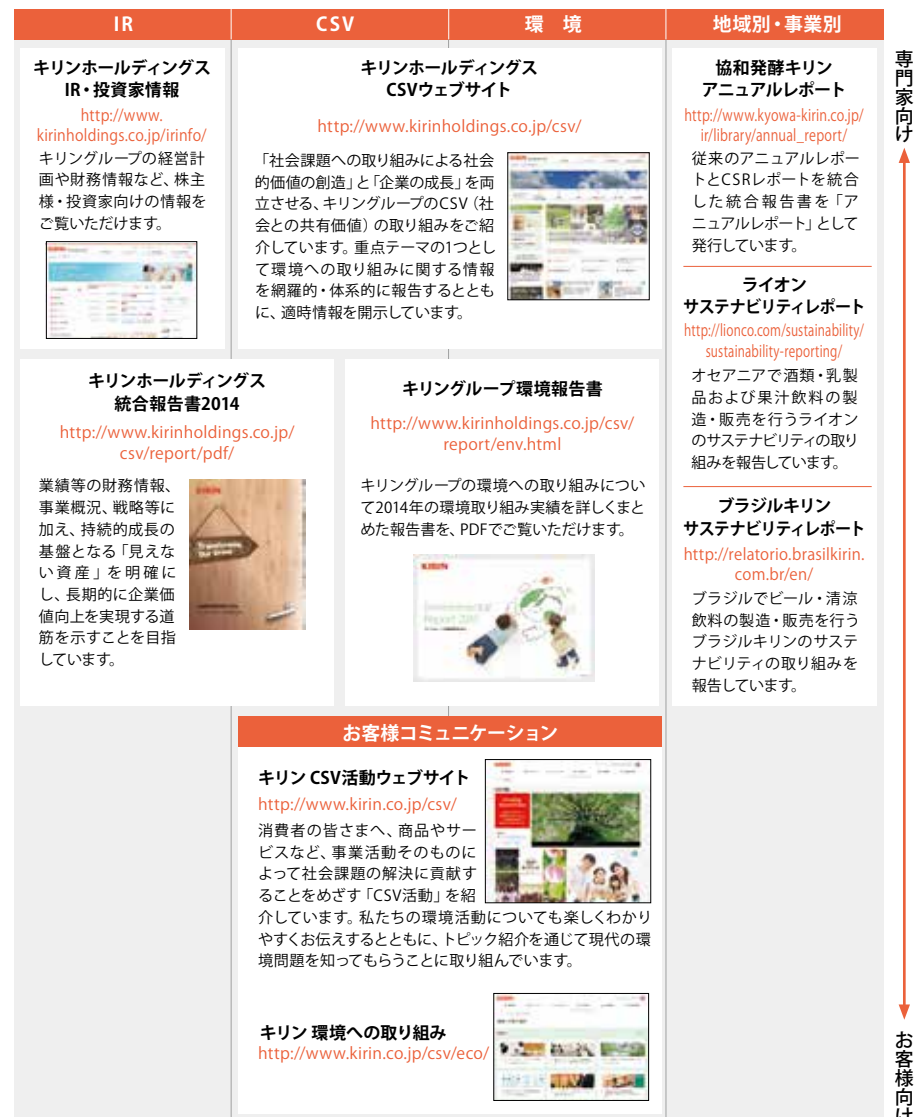 IR
CSV
環 境
地域別・事業別
専門家向け
キリンホールディングス
IR・投資家情報
http://www.
kirinholdings.co.jp/irinfo/
キリングループの経営計
画や財務情報など、株主
様・投資家向けの情報を
ご覧いただけます。
キリンホールディングス
CSVウェブサイト
http://www.kirinholdings.co.jp/csv/
「社会課題への取り組みによる社会
的価値の創造」と「企業の成長」を両
立させる、キリングループのCSV（社
会との共有価値）の取り組みをご紹
介しています。重点テーマの1つとし
て環境への取り組みに関する情報
を網羅的・体系的に報告するととも
に、適時情報を開示しています。
協和発酵キリン
アニュアルレポート
http://www.kyowa-kirin.co.jp/
ir/library/annual_report/
従来のアニュアルレポー
トとCSRレポートを統合
した統合報告書を「ア
ニュアルレポート」として
発行しています。
ライオン
サステナビリティレポート
http://lionco.com/sustainability/
sustainability-reporting/
オセアニアで酒類・乳製
品および果汁飲料の製
造・販売を行うライオン
のサステナビリティの取り
組みを報告しています。
ブラジルキリン
サステナビリティレポート
http://relatorio.brasilkirin.
com.br/en/
ブラジルでビール・清涼
飲料の製造・販売を行う
ブラジルキリンのサステ
ナビリティの取り組みを
報告しています。
キリンホールディングス
統合報告書2014
http://www.kirinholdings.co.jp/
csv/report/pdf/
業績等の財務情報、
事業概況、戦略等に
加え、持続的成長の
基盤となる「見えな
い資産」を明確に
し、長期的に企業価
値向上を実現する道
筋を示すことを目指
しています。
KIRIN
キリングループ環境報告書
http://www.kirinholdings.co.jp/csv/
report/env.html
キリングループの環境への取り組みについ
て2014年の環境取り組み実績を詳しくまと
めた報告書を、PDFでご覧いただけます。
KIRIN
Environmental
お客様コミュニケーション
キリン CSV活動ウェブサイト
http://www.kirin.co.jp/csv/
消費者の皆さまへ、商品やサー
ビスなど、事業活動そのものに
よって社会課題の解決に貢献す
ることをめざす「CSV活動」を紹
介しています。私たちの環境活動についても楽しくわかり
やすくお伝えするとともに、トピック紹介を通じて現代の環
境問題を知ってもらうことに取り組んでいます。
キリン 環境への取り組み
http://www.kirin.co.jp/csv/eco/
お客様向け